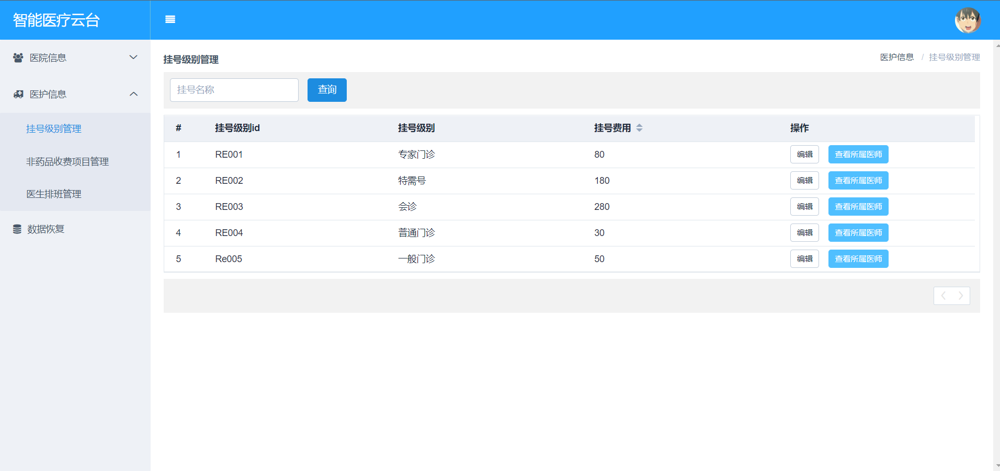 智能医疗云台
医院信息
医护信息
挂号级别管理
非药品收费项目管理
医生排班管理
数据恢复
挂号级别管理
医护信息 / 挂号级别管理
挂号名称 查询
# 挂号级别id 挂号级别 挂号费用 操作
1 RE001 专家门诊 80 编辑 查看所属医师
2 RE002 特需号 180 编辑 查看所属医师
3 RE003 会诊 280 编辑 查看所属医师
4 RE004 普通门诊 30 编辑 查看所属医师
5 Re005 一般门诊 50 编辑 查看所属医师